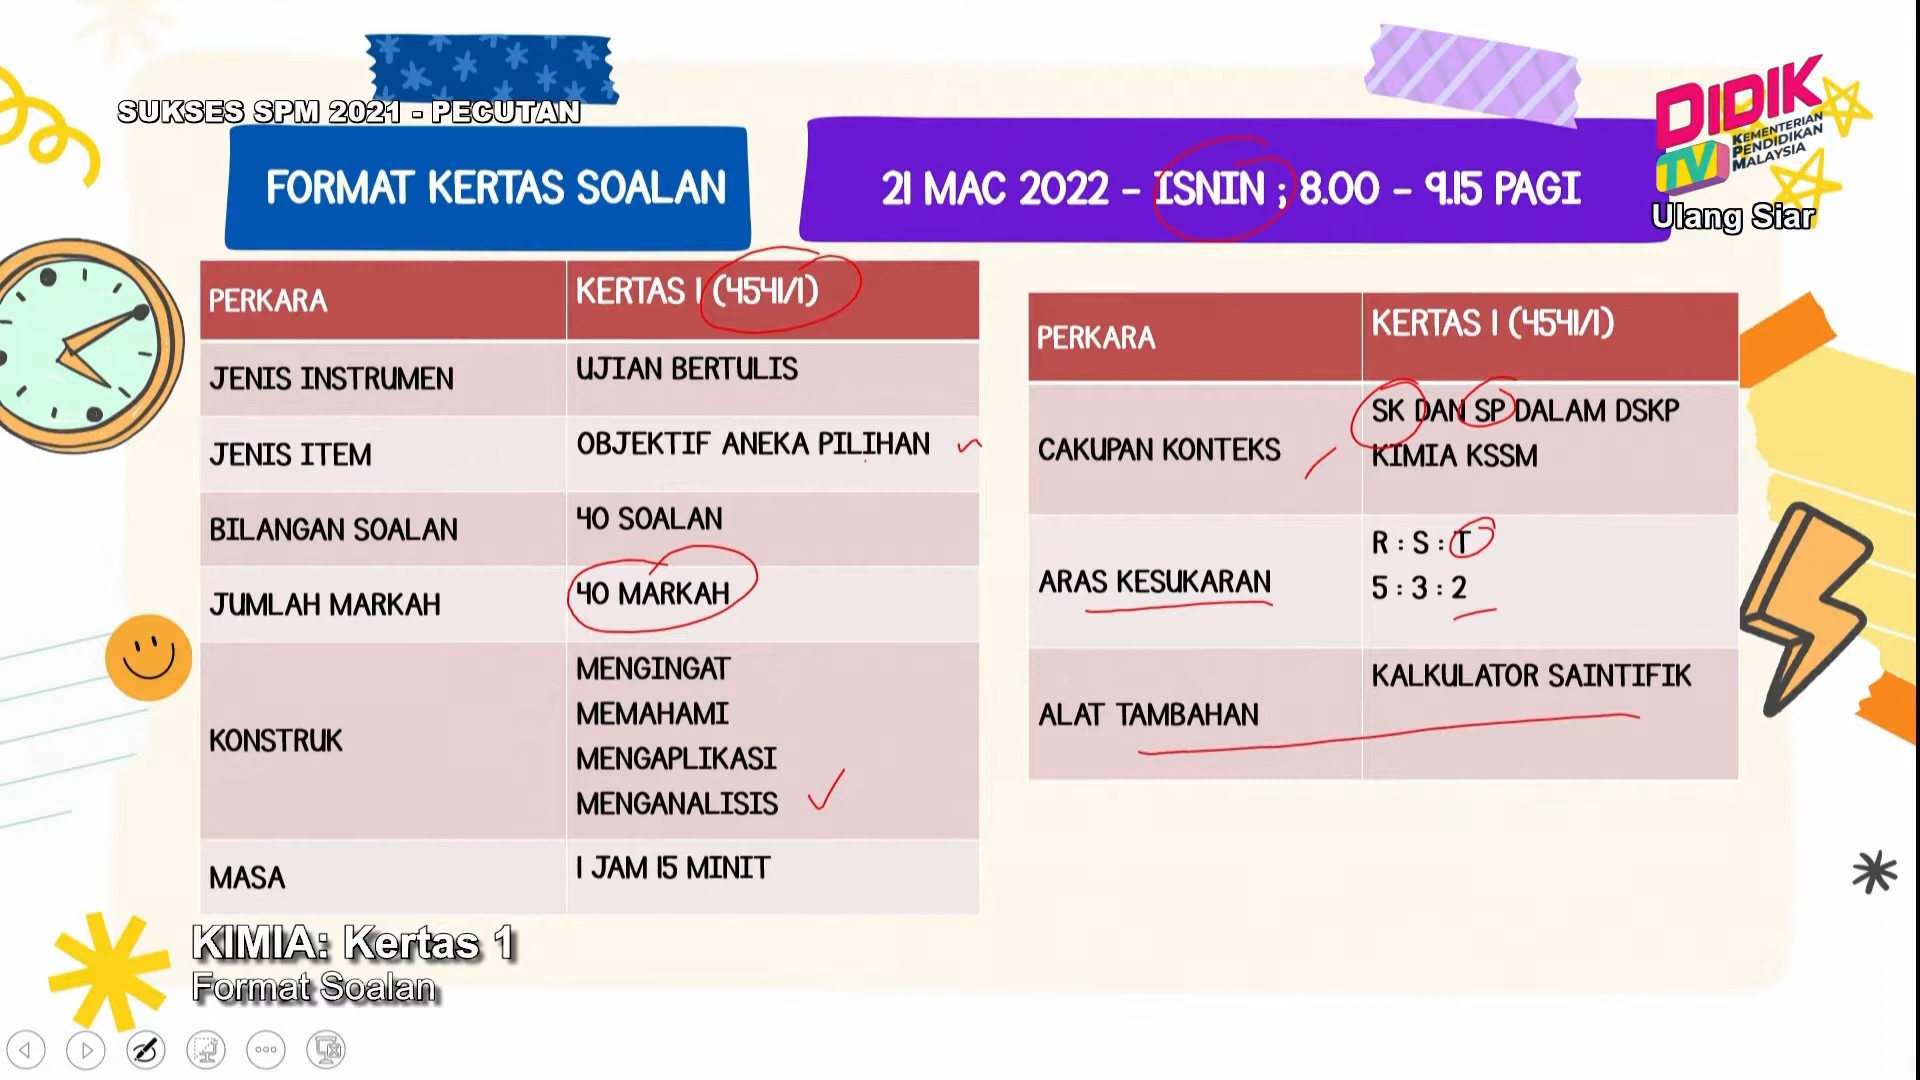 SUKSES SPM 2021 - PECUTAN
FORMAT KERTAS SOALAN
21 MAC 2022 - ISNIN ; 8.00 - 9.15 PAGI
DIDIK
TV
KEMENTERIAN
PENDIDIKAN
MALAYSIA
Ulang Siar
PERKARA
KERTAS 1 (4541/1)
JENIS INSTRUMEN
UJIAN BERTULIS
JENIS ITEM
OBJEKTIF ANEKA PILIHAN
BILANGAN SOALAN
40 SOALAN
JUMLAH MARKAH
40 MARKAH
KONSTRUK
MENGINGAT
MEMAHAMI
MENGAPLIKASI
MENGANALISIS
MASA
1 JAM 15 MINIT
PERKARA
KERTAS 1 (4541/1)
CAKUPAN KONTEKS
SK DAN SP DALAM DSKP
KIMIA KSSM
ARAS KESUKARAN
R : S : T
5 : 3 : 2
ALAT TAMBAHAN
KALKULATOR SAINTIFIK
KIMIA: Kertas 1
Format Soalan